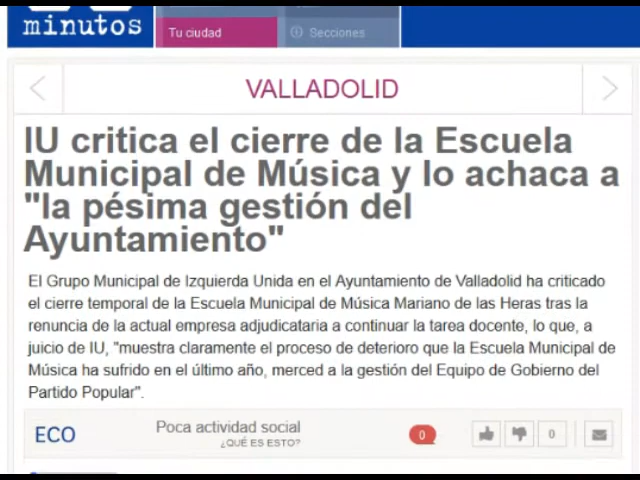 minutos
Tu ciudad
Secciones
VALLADOLID
IU critica el cierre de la Escuela
Municipal de Música y lo achaca a
"la pésima gestión del
Ayuntamiento"
El Grupo Municipal de Izquierda Unida en el Ayuntamiento de Valladolid ha criticado
el cierre temporal de la Escuela Municipal de Música Mariano de las Heras tras la
renuncia de la actual empresa adjudicataria a continuar la tarea docente, lo que, a
juicio de IU, "muestra claramente el proceso de deterioro que la Escuela Municipal de
Música ha sufrido en el último año, merced a la gestión del Equipo de Gobierno del
Partido Popular".
ECO
Poca actividad social
¿QUÉ ES ESTO?
0
0